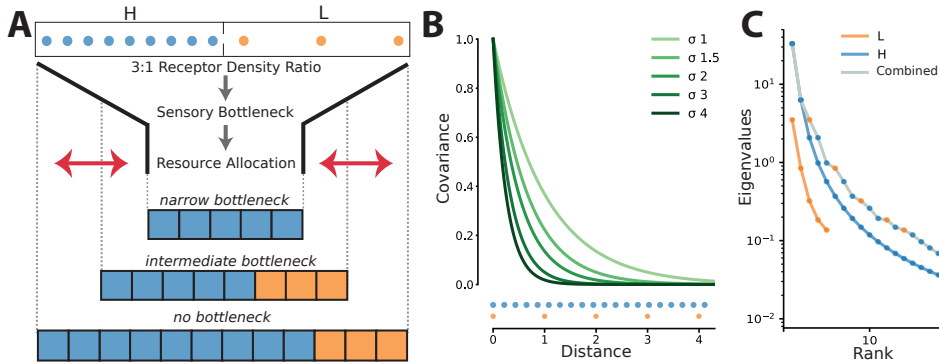 A
H
L
3:1 Receptor Density Ratio
Sensory Bottleneck
Resource Allocation
narrow bottleneck
intermediate bottleneck
no bottleneck
B
Covariance
1.0
0.8
0.6
0.4
0.2
0.0
σ 1
σ 1.5
σ 2
σ 3
σ 4
0 1 2 3 4
Distance
C
Eigenvalues
L
H
Combined
10¹
10⁰
10⁻¹
10⁻²
10
Rank